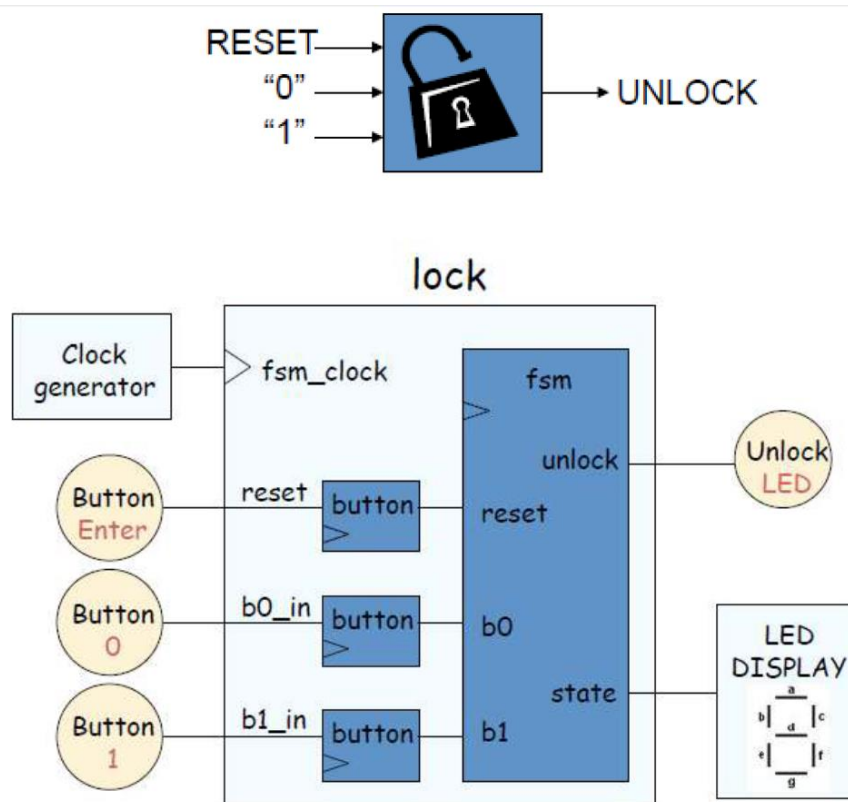 RESET
“0”
“1”
UNLOCK
lock
Clock
generator
fsm_clock
fsm
unlock
Unlock
LED
Button
Enter
reset
button
reset
Button
0
b0_in
button
b0
LED
DISPLAY
a
b
c
d
e
f
g
state
Button
1
b1_in
button
b1